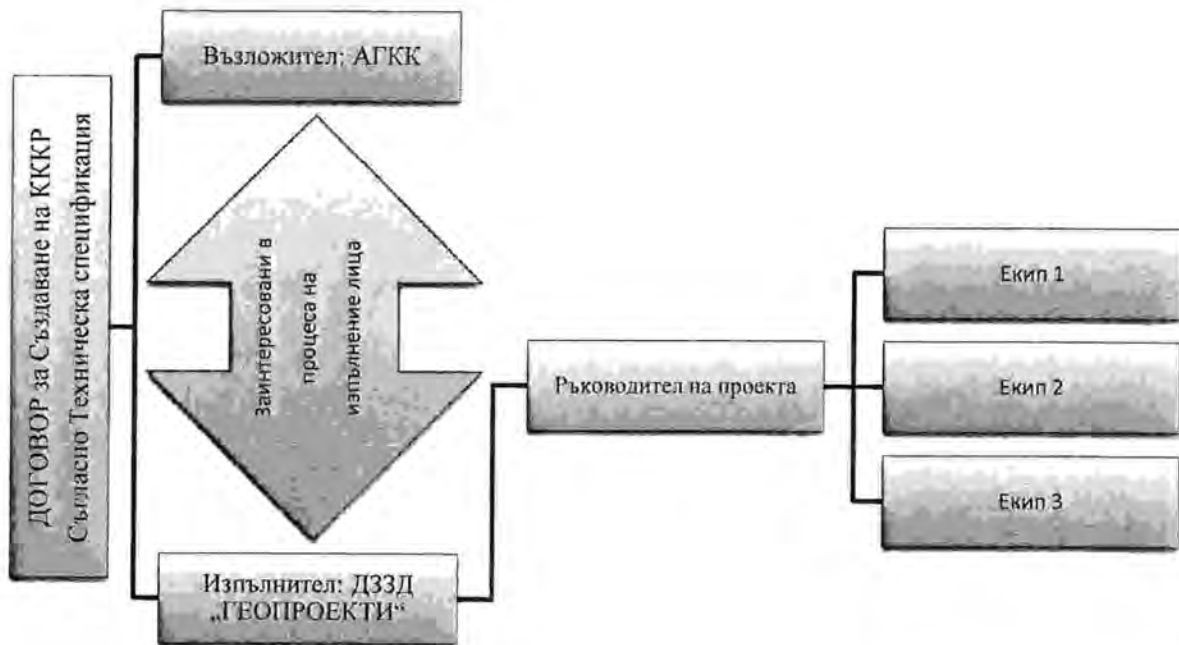 ДОГОВОР за Създаване на КККР
Съгласно Техническа спецификация
Възложител: АГКК
Заинтересовани в
процеса на
изпълнение лица
Изпълнител: ДЗЗД
„ГЕОПРОЕКТИ“
Ръководител на проекта
Екип 1
Екип 2
Екип 3